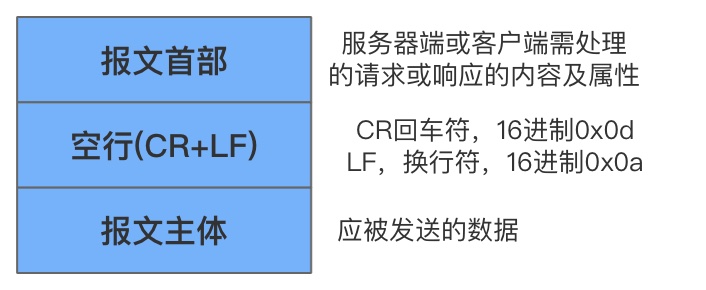 报文首部
服务器端或客户端需处理
的请求或响应的内容及属性
空行(CR+LF)
CR回车符，16进制0x0d
LF，换行符，16进制0x0a
报文主体
应被发送的数据